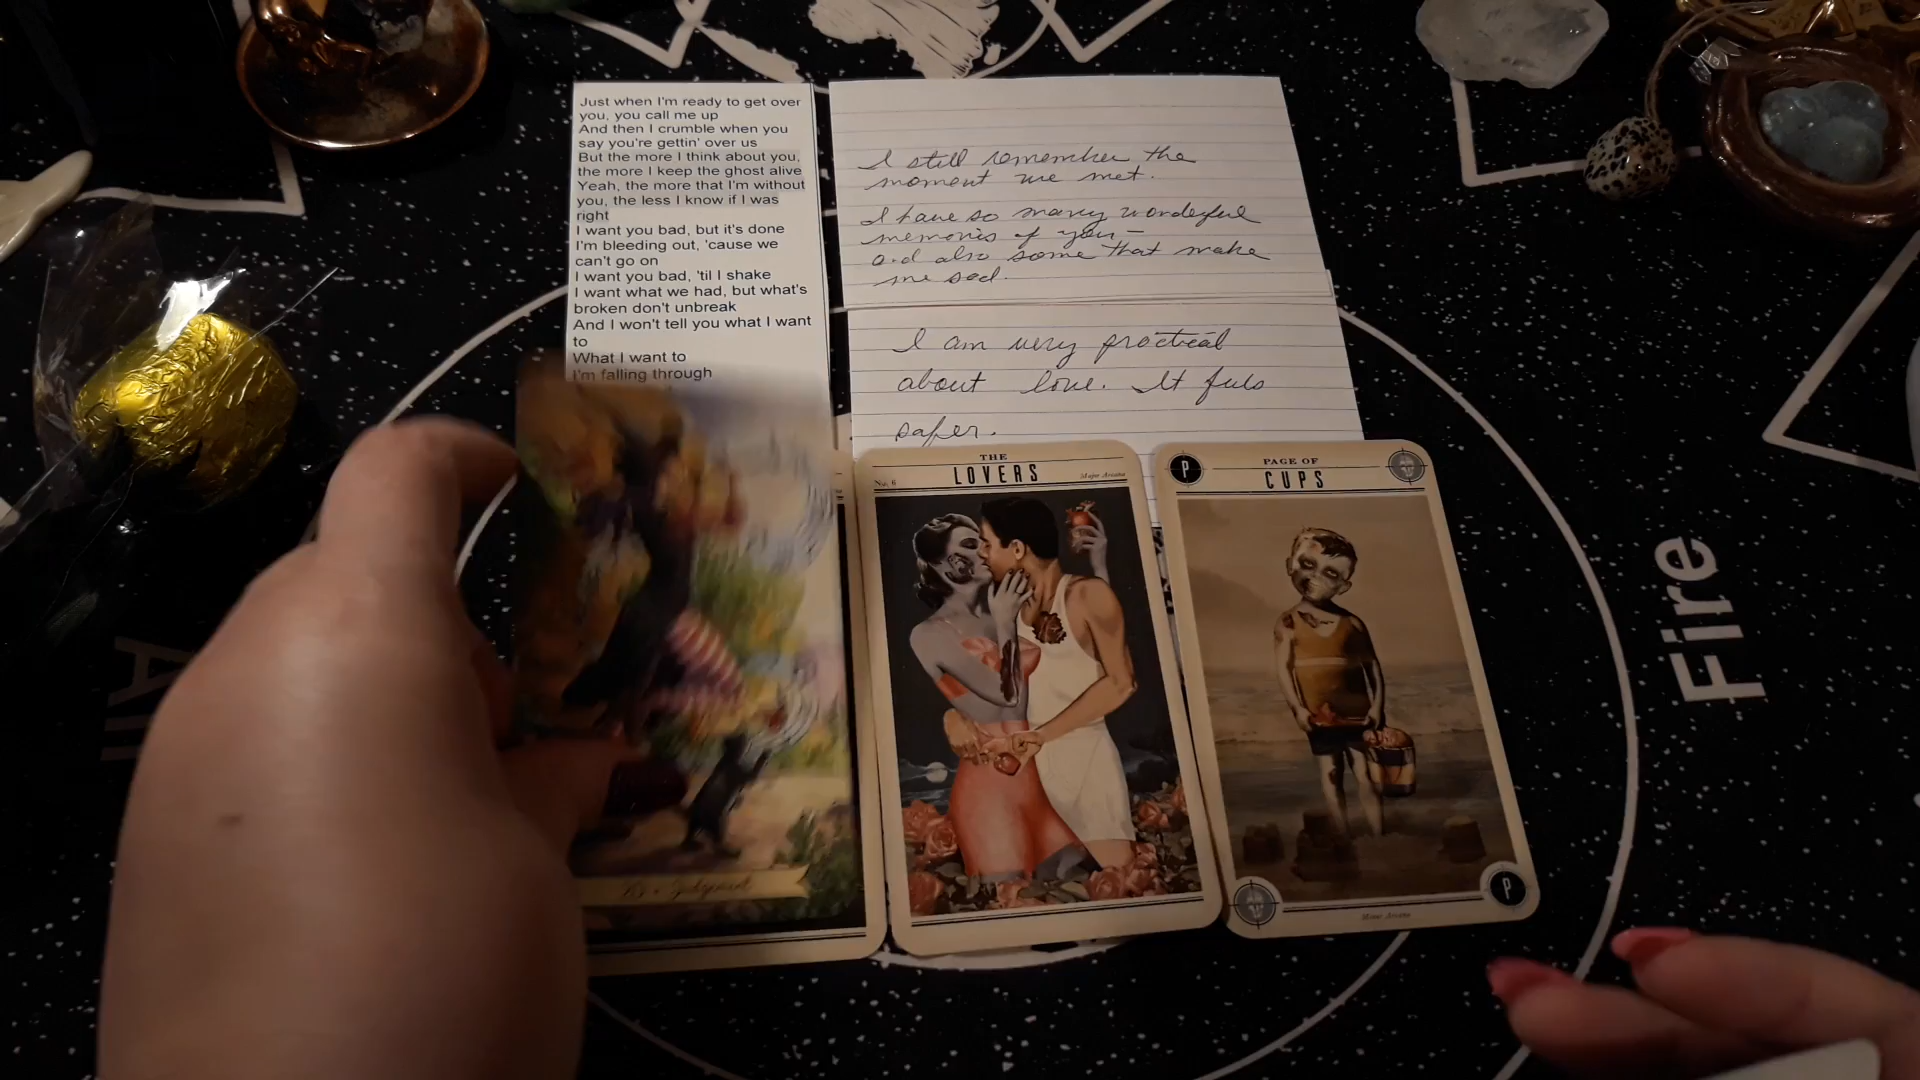 Just when I'm ready to get over
you, you call me up
And then I crumble when you
say you're gettin' over us
But the more I think about you,
the more I keep the ghost alive
Yeah, the more that I'm without
you, the less I know if I was
right
I want you bad, but it's done
I'm bleeding out, 'cause we
can't go on
I want you bad, 'til I shake
I want what we had, but what's
broken don't unbreak
And I won't tell you what I want
to
What I want to
I'm falling through
I still remember the
moment we met.
I have so many wonderful
memories of you –
and also some that make
me sad.
I am very practical
about love. It feels
safer.
THE
LOVERS
No. 6
Major Arcana
P
PAGE OF
CUPS
P
Minor Arcana
Judgement
Fire
Air